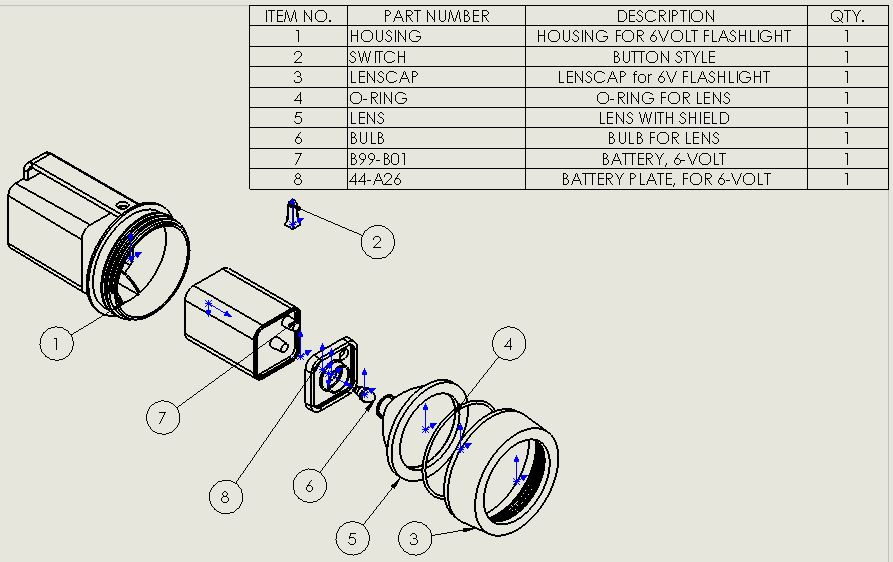 ITEM NO. PART NUMBER DESCRIPTION QTY.
1 HOUSING HOUSING FOR 6VOLT FLASHLIGHT 1
2 SWITCH BUTTON STYLE 1
3 LENSCAP LENSCAP for 6V FLASHLIGHT 1
4 O-RING O-RING FOR LENS 1
5 LENS LENS WITH SHIELD 1
6 BULB BULB FOR LENS 1
7 B99-B01 BATTERY, 6-VOLT 1
8 44-A26 BATTERY PLATE, FOR 6-VOLT 1
2
1
4
7
8
6
5
3